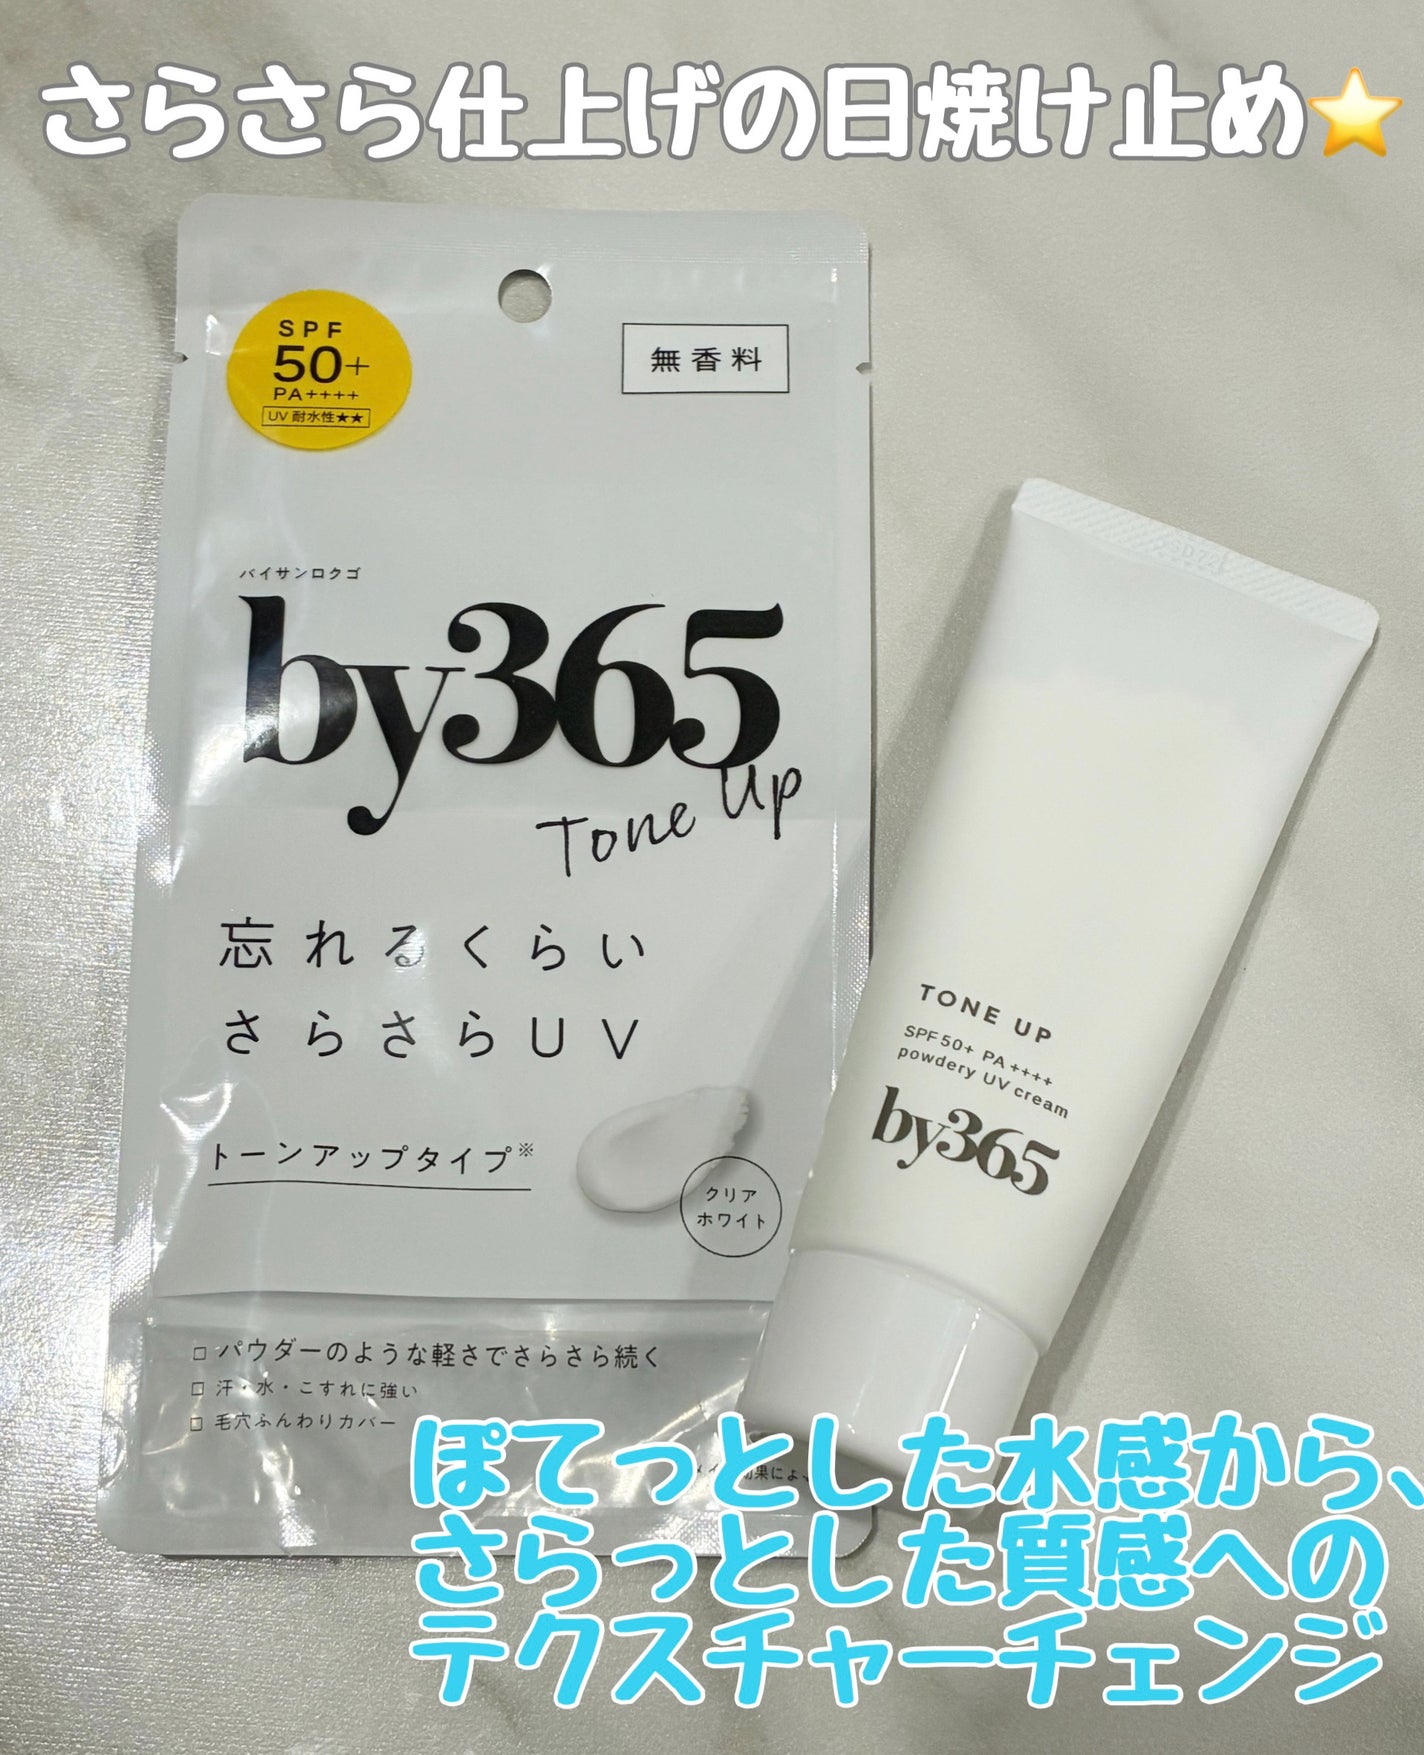 さらさら仕上げの日焼け止め⭐
SPF
50+
PA++++
UV 耐水性★★
無香料
バイサンロクゴ
by365
Tone Up
忘れるくらい
さらさらUV
トーンアップタイプ※
クリア
ホワイト
□ パウダーのような軽さでさらさら続く
□ 汗・水・こすれに強い
□ 毛穴ふんわりカバー
TONE UP
SPF50+ PA++++
powdery UV cream
by365
ぽてっとした水感から、
さらっとした質感への
テクスチャーチェンジ